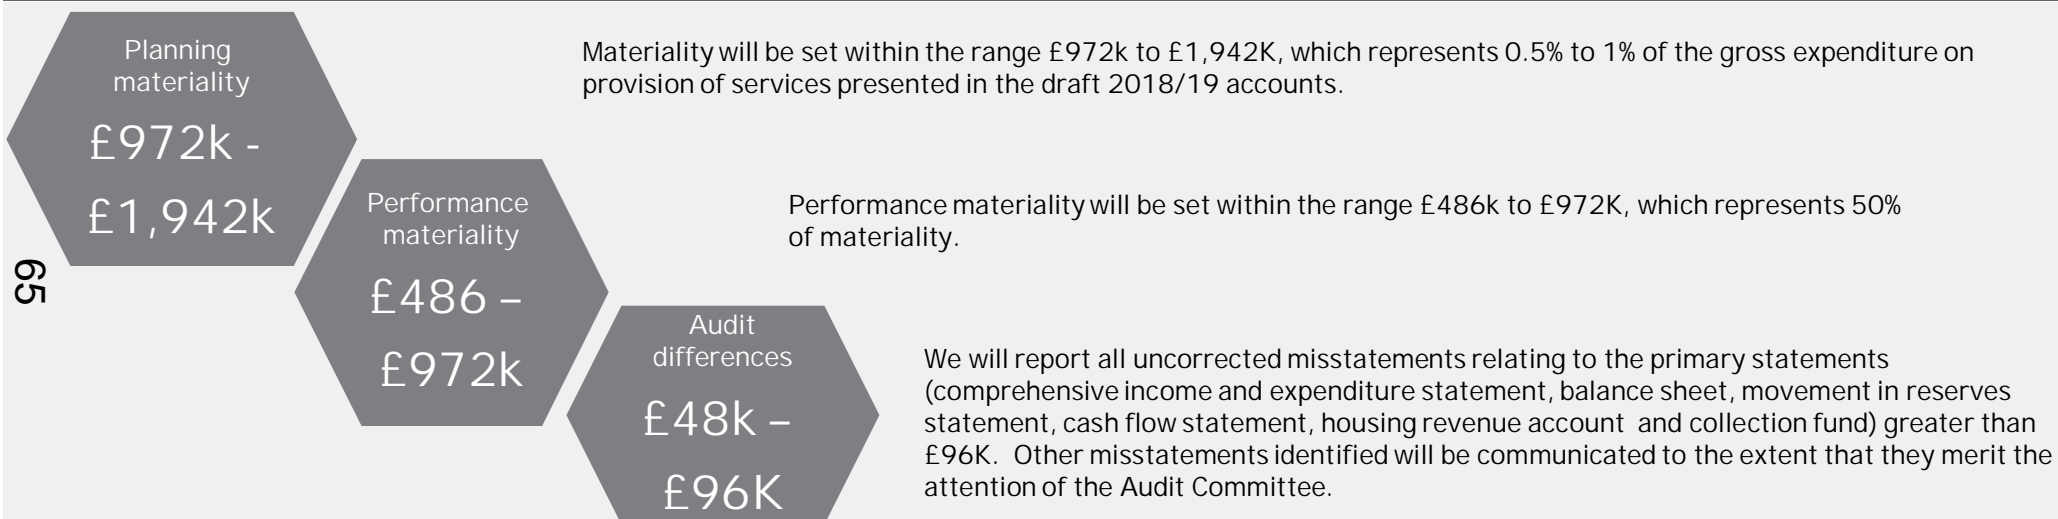 Planning
materiality
£972k -
£1,942k
Materiality will be set within the range £972k to £1,942K, which represents 0.5% to 1% of the gross expenditure on
provision of services presented in the draft 2018/19 accounts.
Performance
materiality
£486 –
£972k
Performance materiality will be set within the range £486k to £972K, which represents 50%
of materiality.
65
Audit
differences
£48k –
£96K
We will report all uncorrected misstatements relating to the primary statements
(comprehensive income and expenditure statement, balance sheet, movement in reserves
statement, cash flow statement, housing revenue account  and collection fund) greater than
£96K.  Other misstatements identified will be communicated to the extent that they merit the
attention of the Audit Committee.